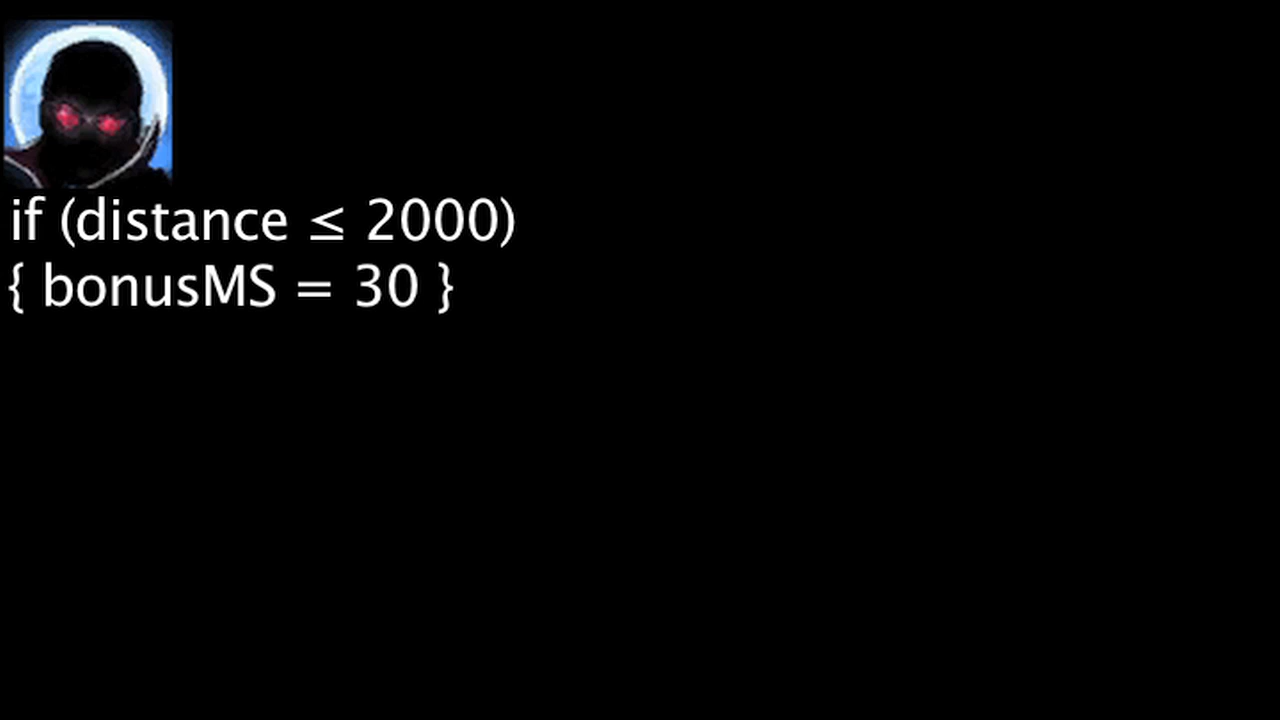 if (distance ≤ 2000)
{ bonusMS = 30 }